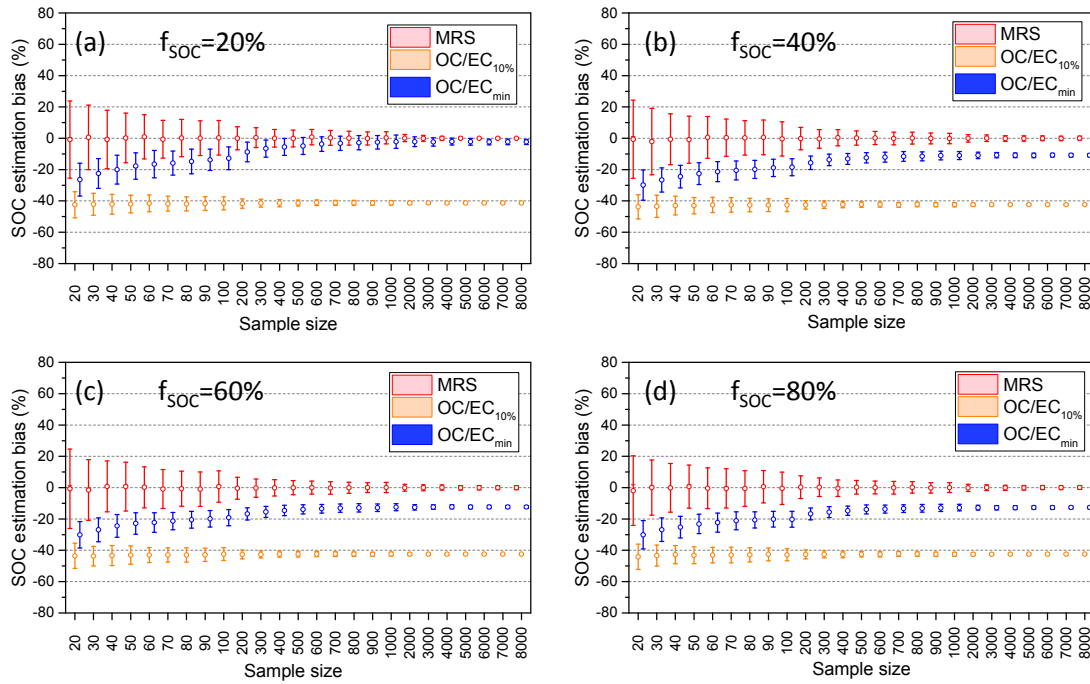 (a) f_SOC=20%
MRS
OC/EC10%
OC/ECmin
SOC estimation bias (%)
80
60
40
20
0
-20
-40
-60
-80
20 30 40 50 60 70 80 90 100 200 300 400 500 600 700 800 900 1000 2000 3000 4000 5000 6000 7000 8000
Sample size
(b) f_SOC=40%
MRS
OC/EC10%
OC/ECmin
SOC estimation bias (%)
80
60
40
20
0
-20
-40
-60
-80
20 30 40 50 60 70 80 90 100 200 300 400 500 600 700 800 900 1000 2000 3000 4000 5000 6000 7000 8000
Sample size
(c) f_SOC=60%
MRS
OC/EC10%
OC/ECmin
SOC estimation bias (%)
80
60
40
20
0
-20
-40
-60
-80
20 30 40 50 60 70 80 90 100 200 300 400 500 600 700 800 900 1000 2000 3000 4000 5000 6000 7000 8000
Sample size
(d) f_SOC=80%
MRS
OC/EC10%
OC/ECmin
SOC estimation bias (%)
80
60
40
20
0
-20
-40
-60
-80
20 30 40 50 60 70 80 90 100 200 300 400 500 600 700 800 900 1000 2000 3000 4000 5000 6000 7000 8000
Sample size